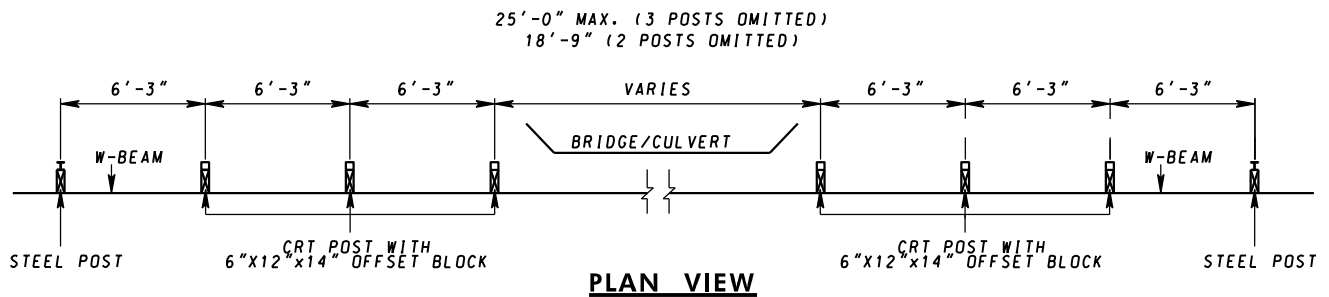 25'-0" MAX. (3 POSTS OMITTED)
18'-9" (2 POSTS OMITTED)
6'-3" 6'-3" 6'-3" VARIES 6'-3" 6'-3" 6'-3"
BRIDGE/CULVERT
W-BEAM W-BEAM
STEEL POST
CRT POST WITH
6"X12"x14" OFFSET BLOCK
CRT POST WITH
6"X12"x14" OFFSET BLOCK
STEEL POST
PLAN VIEW